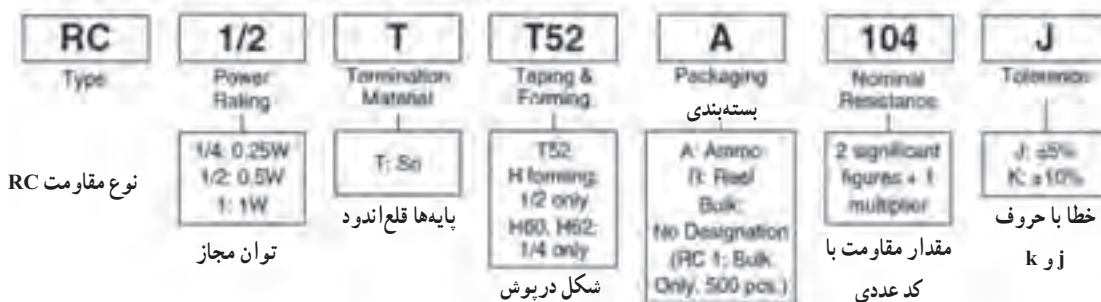 RC 1/2 T T52 A 104 J
Type
Power
Rating
Termination
Material
Taping &
Forming
Packaging
بسته‌بندی
Nominal
Resistance
Tolerance
نوع مقاومت RC
1/4: 0.25W
1/2: 0.5W
1: 1W
توان مجاز
T: Sn
پایه‌ها قلع‌اندود
T52
H forming:
1/2 only
H60, H62:
1/4 only
شکل درپوش
A: Ammo
R: Reel
Bulk:
No Designation
(RC 1: Bulk
Only, 500 pcs.)
2 significant
figures + 1
multiplier
مقدار مقاومت با
کد عددی
J: ±5%
K: ±10%
خطا با حروف
j و k